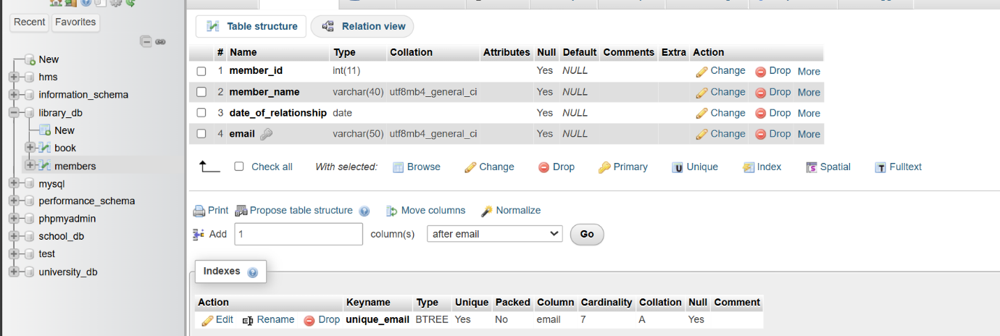 Recent Favorites
New
hms
information_schema
library_db
New
book
members
mysql
performance_schema
phpmyadmin
school_db
test
university_db
Table structure Relation view
# Name Type Collation Attributes Null Default Comments Extra Action
1 member_id int(11) Yes NULL Change Drop More
2 member_name varchar(40) utf8mb4_general_ci Yes NULL Change Drop More
3 date_of_relationship date Yes NULL Change Drop More
4 email varchar(50) utf8mb4_general_ci Yes NULL Change Drop More
Check all With selected: Browse Change Drop Primary Unique Index Spatial Fulltext
Print Propose table structure Move columns Normalize
Add 1 column(s) after email Go
Indexes
Action Keyname Type Unique Packed Column Cardinality Collation Null Comment
Edit Rename Drop unique_email BTREE Yes No email 7 A Yes